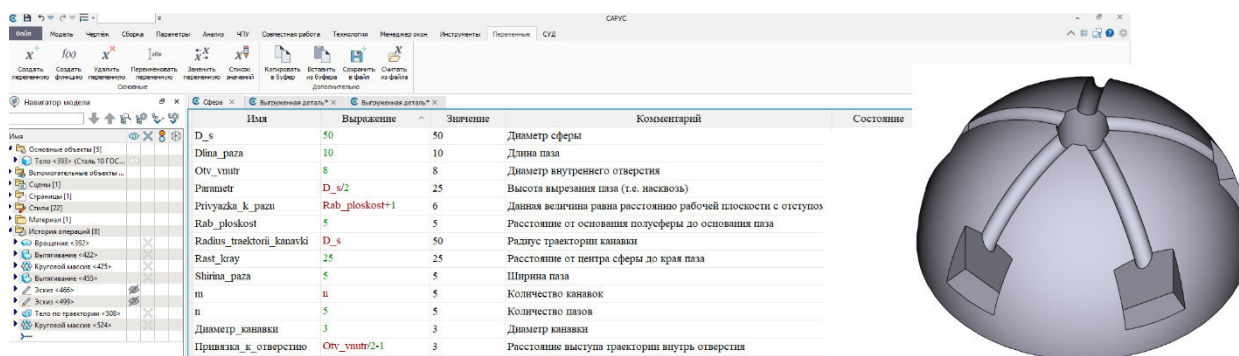 САРУС
Файл Модель Чертёж Сборка Параметры Анализ ЧПУ Совместная работа Технология Менеджер окон Инструменты Переменные СУД
Создать переменную
Создать функцию
Удалить переменную
Переименовать переменную
Заменить переменную
Список значений
Копировать в буфер
Вставить из буфера
Сохранить в файл
Считать из файла
Основные
Дополнительно
Навигатор модели
Сфера
Выгруженная деталь*
Выгруженная деталь*
Имя
Основные объекты [5]
Тело <393> (Сталь 10 ГОС...
Вспомогательные объекты ...
Сцены [1]
Страницы [1]
Стили [22]
Материал [1]
История операций [8]
Вращение <392>
Вытягивание <422>
Круговой массив <425>
Вытягивание <455>
Эскиз <466>
Эскиз <499>
Тело по траектории <508>
Круговой массив <524>
Имя Выражение Значение Комментарий Состояние
D_s 50 50 Диаметр сферы
Dlina_paza 10 10 Длина паза
Otv_vnutr 8 8 Диаметр внутреннего отверстия
Parametr D_s/2 25 Высота вырезания паза (т.е. насквозь)
Privyazka_k_pazu Rab_ploskost+1 6 Данная величина равна расстоянию рабочей плоскости с отступом
Rab_ploskost 5 5 Расстояние от основания полусферы до основания паза
Radius_traektorii_kanavki D_s 50 Радиус траектории канавки
Rast_kray 25 25 Расстояние от центра сферы до края паза
Shirina_paza 5 5 Ширина паза
m n 5 Количество канавок
n 5 5 Количество пазов
Диаметр_канавки 3 3 Диаметр канавки
Привязка_к_отверстию Otv_vnutr/2-1 3 Расстояние выступа траектории внутрь отверстия